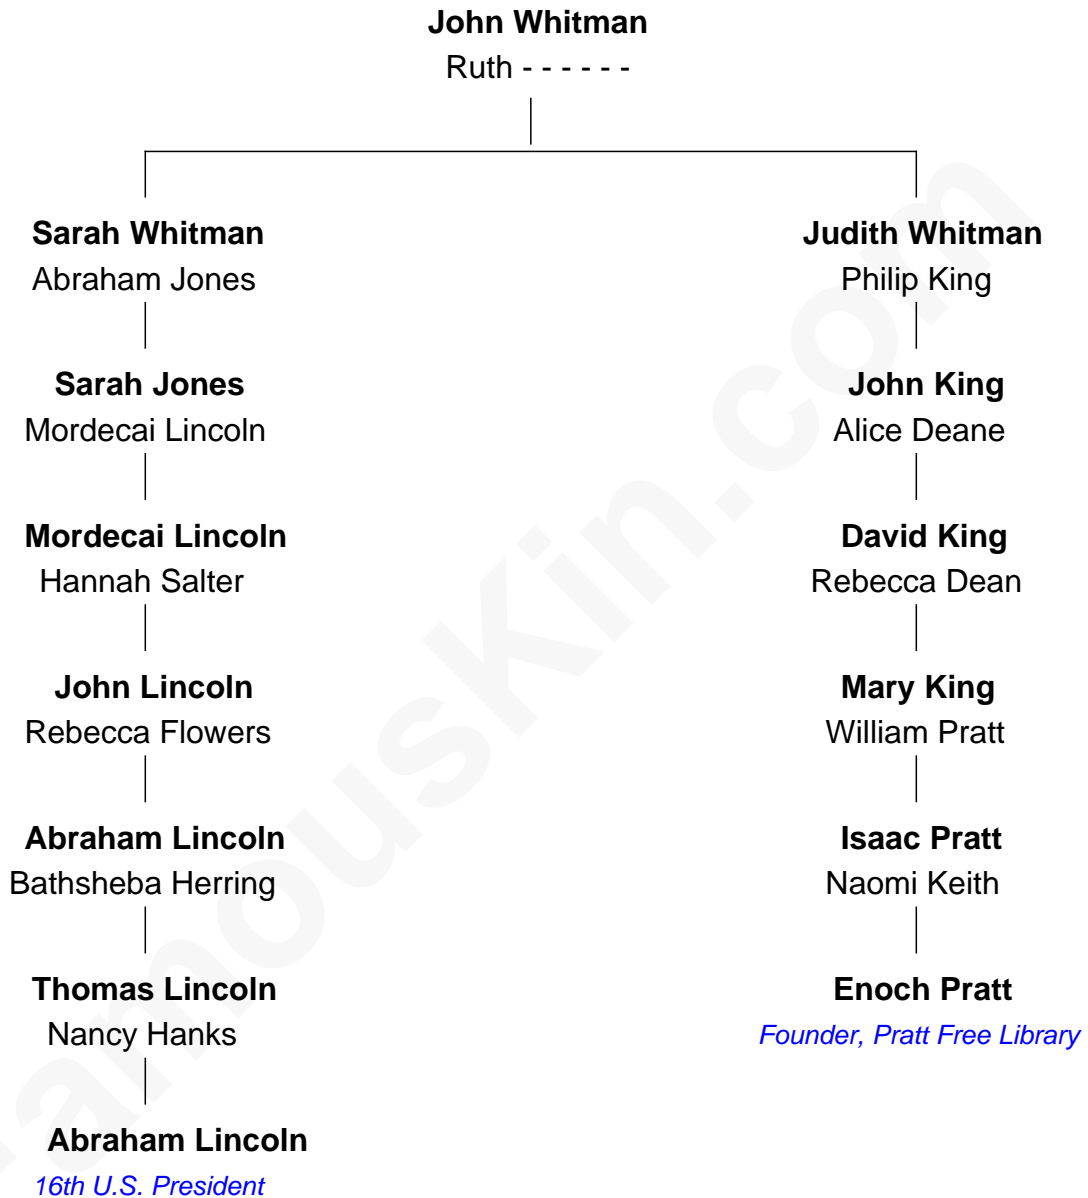 John Whitman
Ruth - - - - - -
Sarah Whitman
Abraham Jones
Judith Whitman
Philip King
Sarah Jones
Mordecai Lincoln
John King
Alice Deane
Mordecai Lincoln
Hannah Salter
David King
Rebecca Dean
John Lincoln
Rebecca Flowers
Mary King
William Pratt
Abraham Lincoln
Bathsheba Herring
Isaac Pratt
Naomi Keith
Thomas Lincoln
Nancy Hanks
Enoch Pratt
Founder, Pratt Free Library
Abraham Lincoln
16th U.S. President
famouskin.com